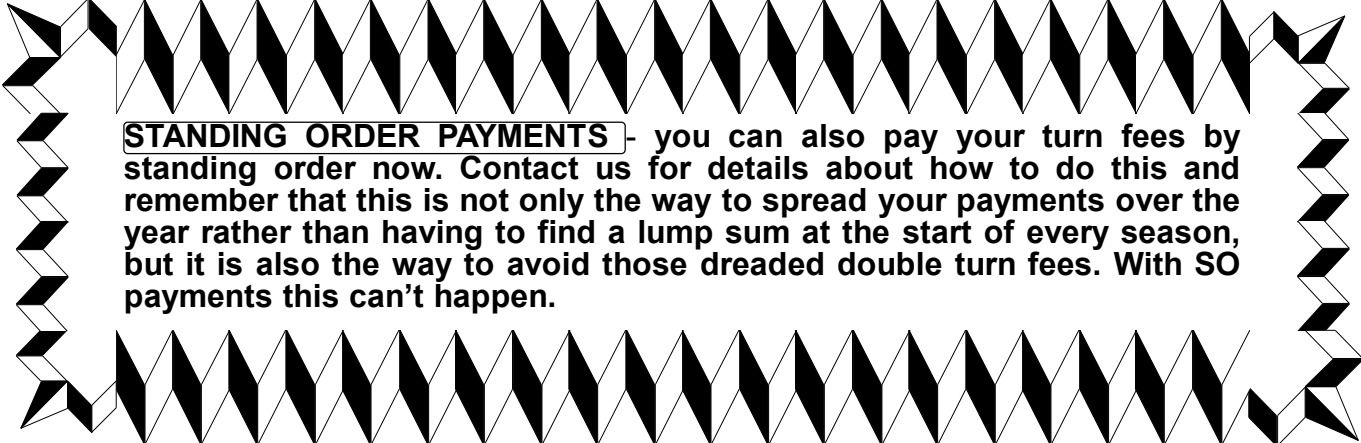 STANDING ORDER PAYMENTS - you can also pay your turn fees by
standing order now. Contact us for details about how to do this and
remember that this is not only the way to spread your payments over the
year rather than having to find a lump sum at the start of every season,
but it is also the way to avoid those dreaded double turn fees. With SO
payments this can't happen.